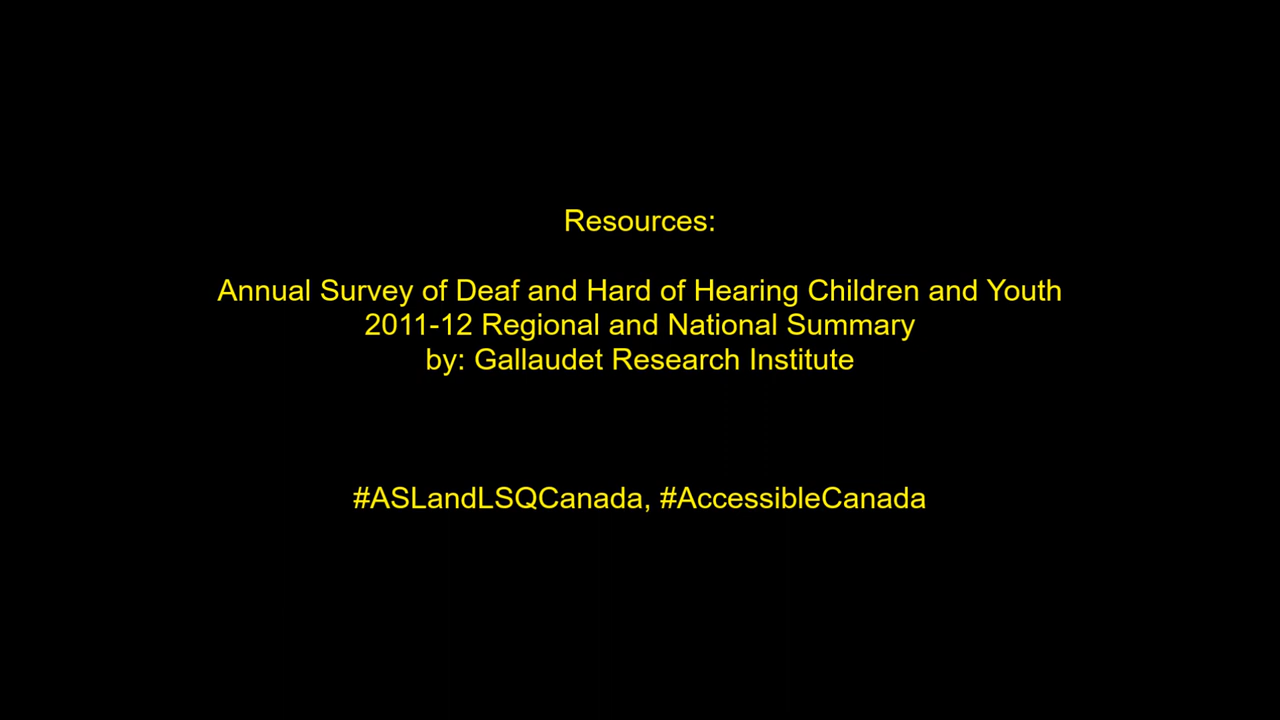 Resources:
Annual Survey of Deaf and Hard of Hearing Children and Youth
2011-12 Regional and National Summary
by: Gallaudet Research Institute
#ASLandLSQCanada, #AccessibleCanada